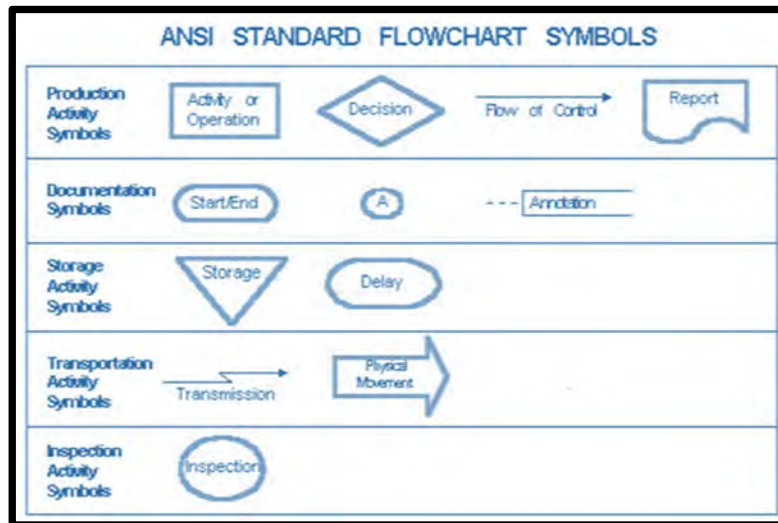 ANSI STANDARD FLOWCHART SYMBOLS
Production
Activity
Symbols
Activity or
Operation
Decision
Flow of Control
Report
Documentation
Symbols
Start/End
A
Annotation
Storage
Activity
Symbols
Storage
Delay
Transportation
Activity
Symbols
Transmission
Physical
Movement
Inspection
Activity
Symbols
Inspection